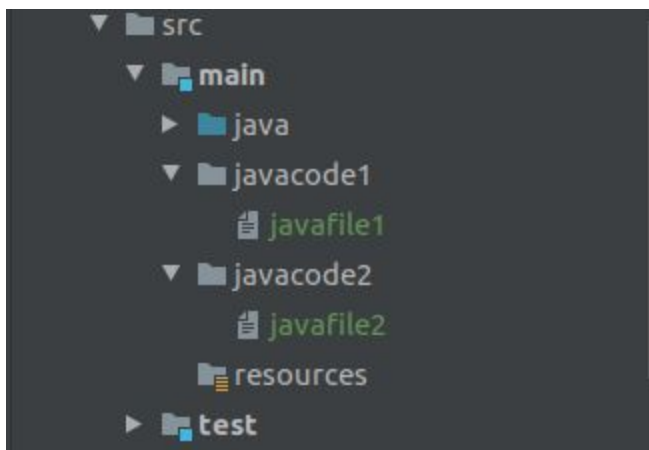 src
main
java
javacode1
javafile1
javacode2
javafile2
resources
test